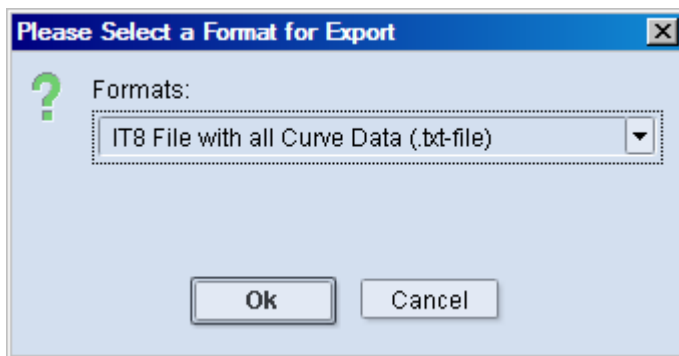 Please Select a Format for Export
?
Formats:
IT8 File with all Curve Data (.txt-file)
Ok
Cancel